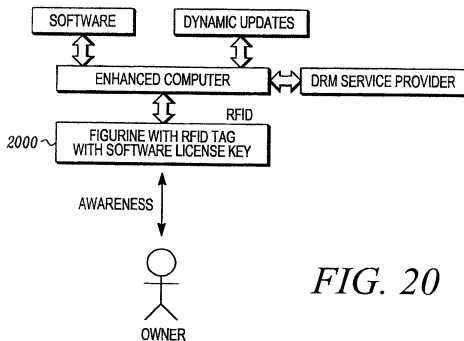 SOFTWARE
DYNAMIC UPDATES
ENHANCED COMPUTER
DRM SERVICE PROVIDER
RFID
2000
FIGURINE WITH RFID TAG
WITH SOFTWARE LICENSE KEY
AWARENESS
OWNER
FIG. 20